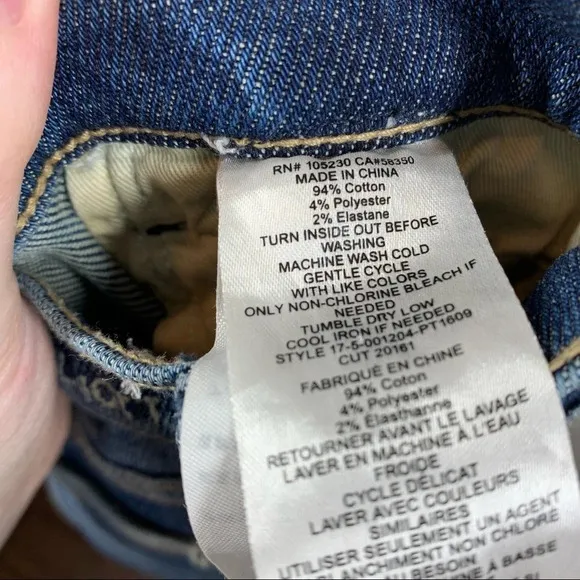 RN# 105230 CA#58390
MADE IN CHINA
94% Cotton
4% Polyester
2% Elastane
TURN INSIDE OUT BEFORE
WASHING
MACHINE WASH COLD
GENTLE CYCLE
WITH LIKE COLORS
ONLY NON-CHLORINE BLEACH IF
NEEDED
TUMBLE DRY LOW
COOL IRON IF NEEDED
STYLE 17-5-001204-PT1609
CUT 20161
FABRIQUÉ EN CHINE
94% Coton
4% Polyester
2% Élasthanne
RETOURNER AVANT LE LAVAGE
LAVER EN MACHINE À L'EAU
FROIDE
CYCLE DÉLICAT
LAVER AVEC COULEURS
SIMILAIRES
UTILISER SEULEMENT UN AGENT
BLANCHIMENT NON CHLORÉ
À BASSE